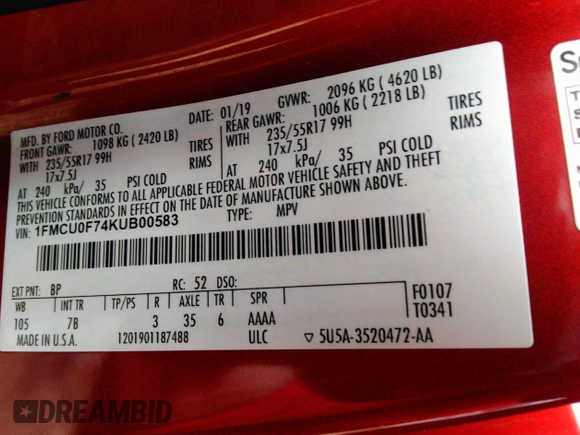 MFD. BY FORD MOTOR CO.
DATE: 01/19 GVWR: 2096 KG ( 4620 LB)
FRONT GAWR: 1098 KG ( 2420 LB)
REAR GAWR: 1006 KG ( 2218 LB)
WITH 235/55R17 99H TIRES
WITH 235/55R17 99H TIRES
17x7.5J RIMS
17x7.5J RIMS
AT 240 kPa/ 35 PSI COLD
AT 240 kPa/ 35 PSI COLD
THIS VEHICLE CONFORMS TO ALL APPLICABLE FEDERAL MOTOR VEHICLE SAFETY AND THEFT
PREVENTION STANDARDS IN EFFECT ON THE DATE OF MANUFACTURE SHOWN ABOVE.
VIN: 1FMCU0F74KUB00583 TYPE: MPV
EXT PNT: BP RC: 52 DSO:
WB INT TR TP/PS R AXLE TR SPR F0107
105 7B 3 35 6 AAAA T0341
MADE IN U.S.A. 1201901187488 ULC ▽ 5U5A-3520472-AA
DREAMBID